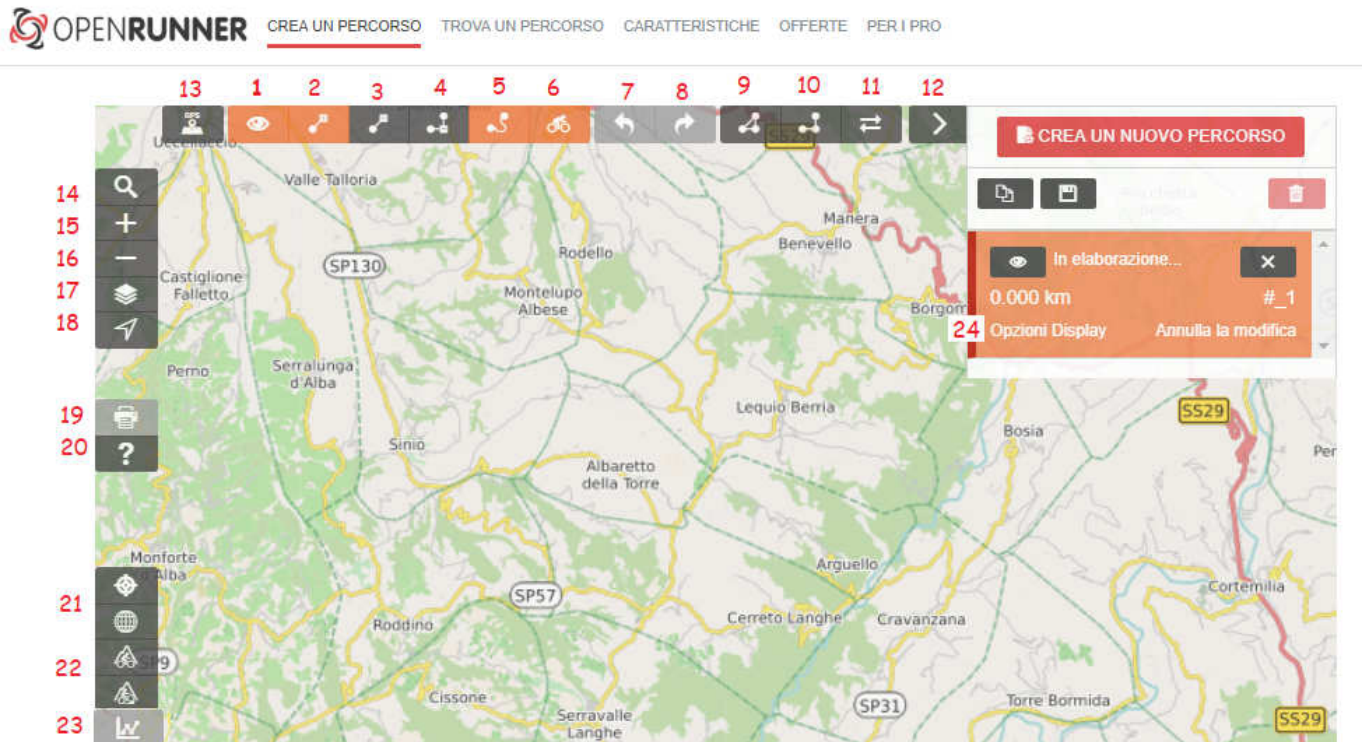 OPENRUNNER CREA UN PERCORSO TROVA UN PERCORSO CARATTERISTICHE OFFERTE PER I PRO
13 1 2 3 4 5 6 7 8 9 10 11 12
GPS
CREA UN NUOVO PERCORSO
SS29
14
Valle Talloria
15
Manera
Benevello
Rodello
16
SP130
In elaborazione...
Castiglione
Falletto
17
Montelupo
Albese
0.000 km #_1
Borgom
18
24 Opzioni Display Annulla la modifica
Perno
Serralunga
d'Alba
19
Lequio Berria
SS29
20
?
Sinio
Bosia
Per
Albaretto
della Torre
Monforte
d'Alba
Arguello
Cortemilia
21
SP57
Roddino
Cerreto Langhe
Cravanzana
22
SP9
Cissone
SP31
Torre Bormida
23
Serravalle
Langhe
SS29